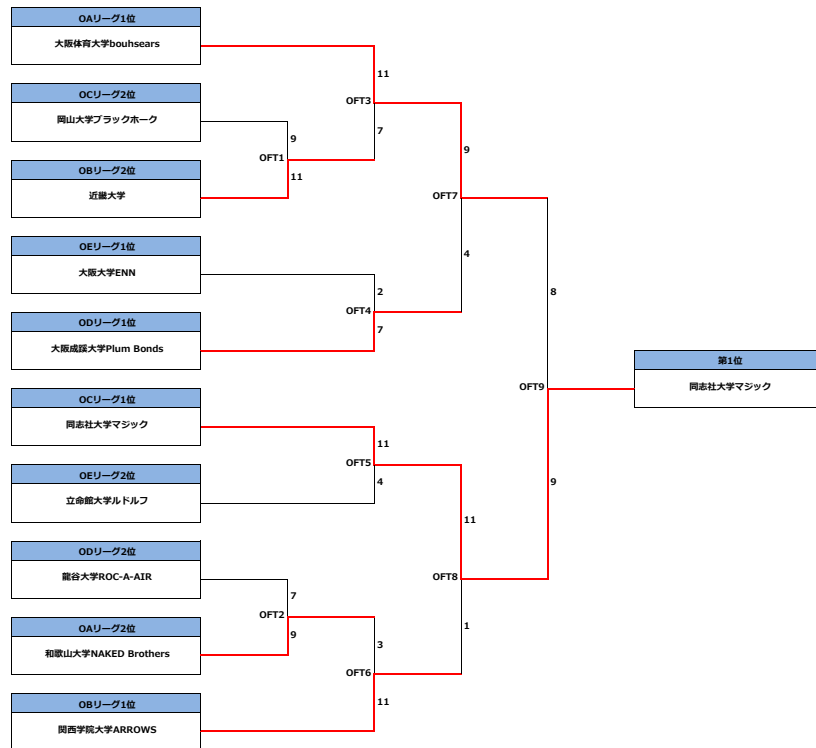 OAリーグ1位
大阪体育大学bouhsears
11
OCリーグ2位
OFT3
岡山大学ブラックホーク
7
9
9
OFT1
OBリーグ2位
11
近畿大学
OFT7
OEリーグ1位
4
大阪大学ENN
2
8
OFT4
ODリーグ1位
7
大阪成蹊大学Plum Bonds
第1位
同志社大学マジック
OFT9
OCリーグ1位
同志社大学マジック
11
OFT5
OEリーグ2位
4
9
立命館大学ルドルフ
11
ODリーグ2位
龍谷大学ROC-A-AIR
OFT8
7
OFT2
OAリーグ2位
9
1
和歌山大学NAKED Brothers
3
OFT6
OBリーグ1位
11
関西学院大学ARROWS